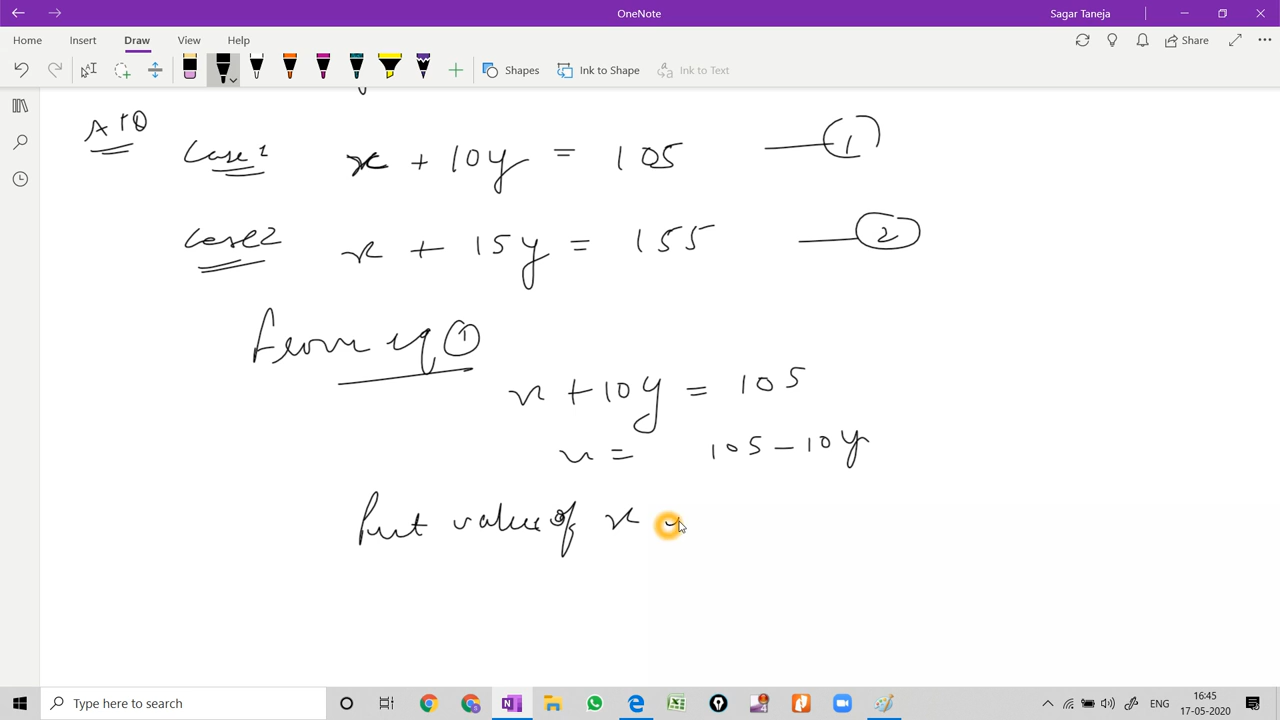 OneNote
Sagar Taneja
Home Insert Draw View Help
Share
Shapes Ink to Shape Ink to Text
A T Q
Case 1 x + 10y = 105 1
Case 2 x + 15y = 155 2
From eq 1
x + 10y = 105
x = 105 - 10y
Put value of x
Type here to search
ENG
16:45
17-05-2020